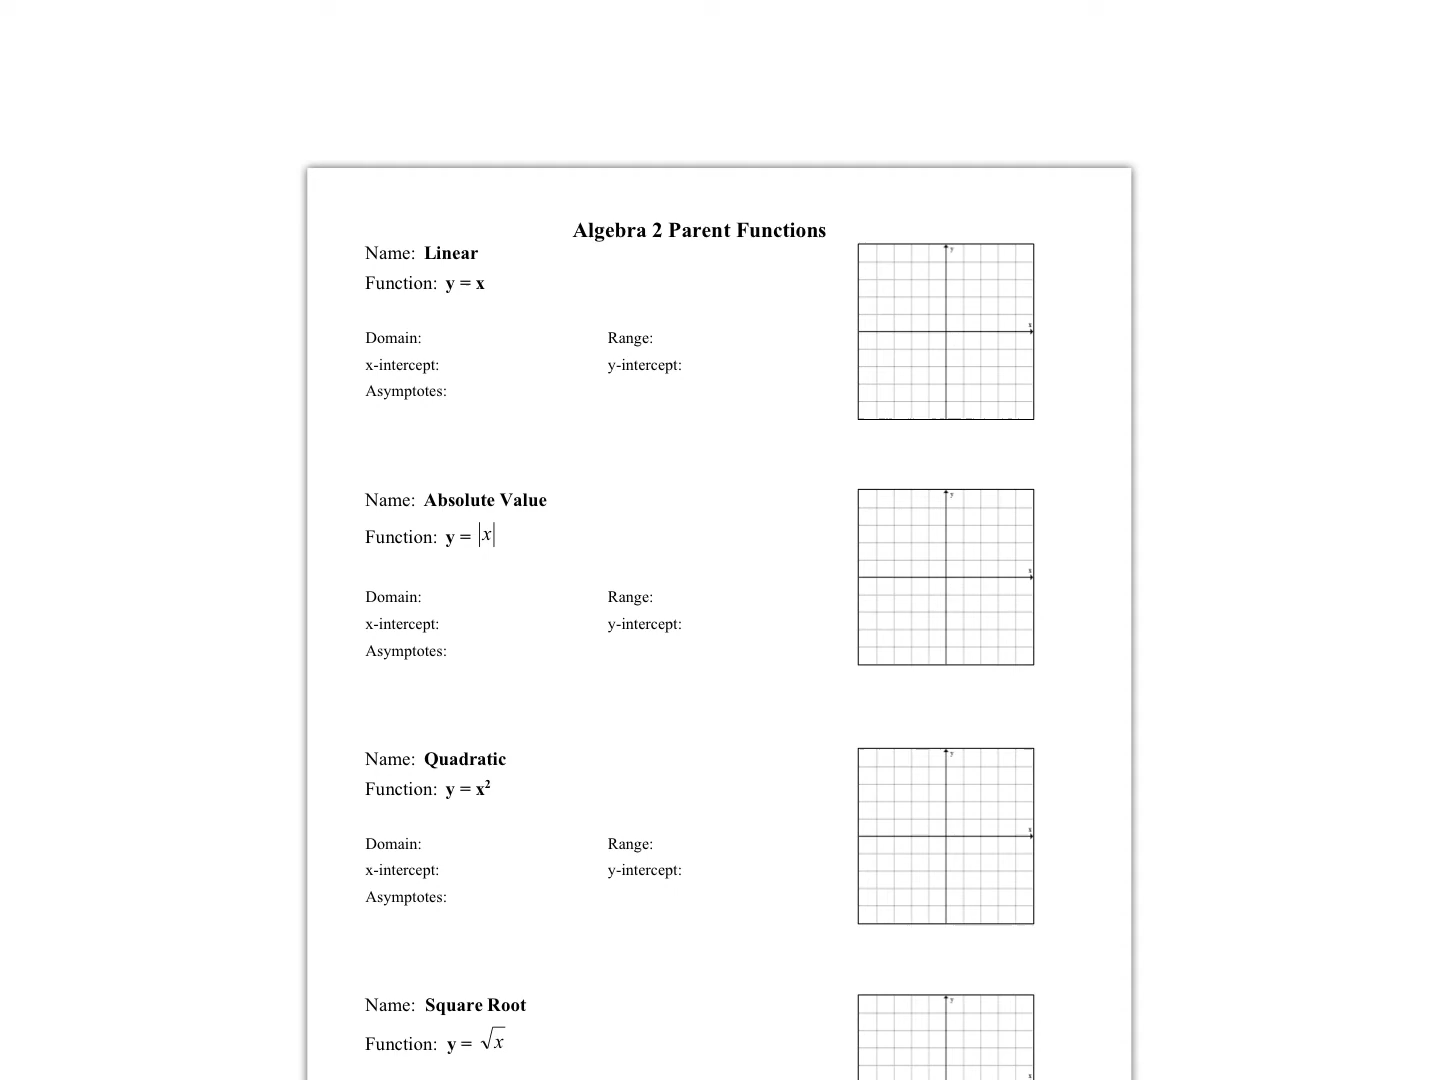 Algebra 2 Parent Functions
Name: Linear
Function: y = x
Domain: Range:
x-intercept: y-intercept:
Asymptotes:
y
x
Name: Absolute Value
Function: y = |x|
Domain: Range:
x-intercept: y-intercept:
Asymptotes:
y
x
Name: Quadratic
Function: y = x²
Domain: Range:
x-intercept: y-intercept:
Asymptotes:
y
x
Name: Square Root
Function: y = √x
y
x